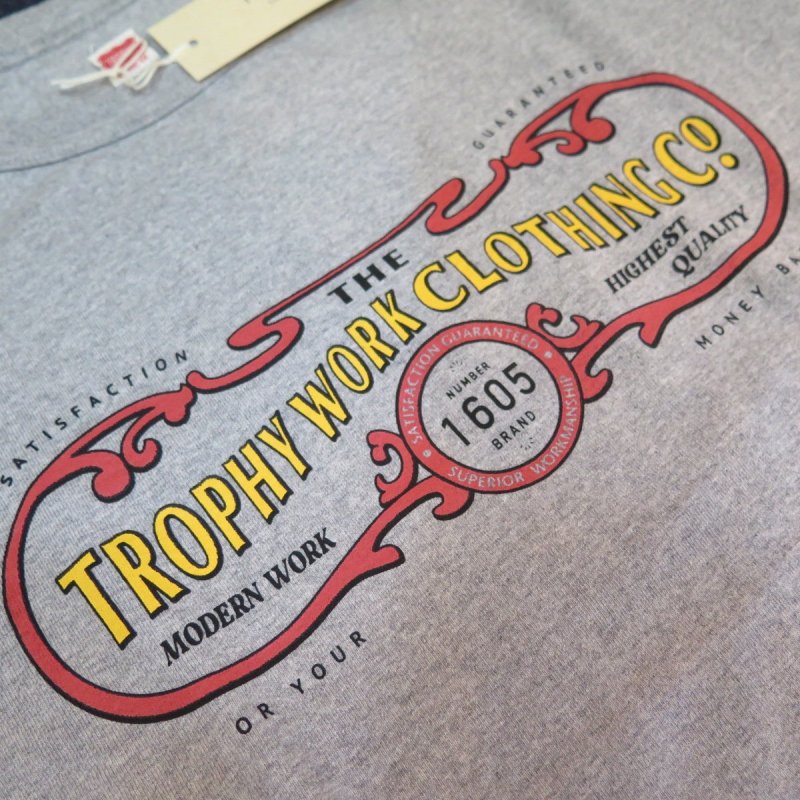 SATISFACTION GUARANTEED
THE
TROPHY WORK CLOTHING Co.
MODERN WORK
HIGHEST
QUALITY
SATISFACTION GUARANTEED
NUMBER
1605
BRAND
SUPERIOR WORKMANSHIP
OR YOUR MONEY